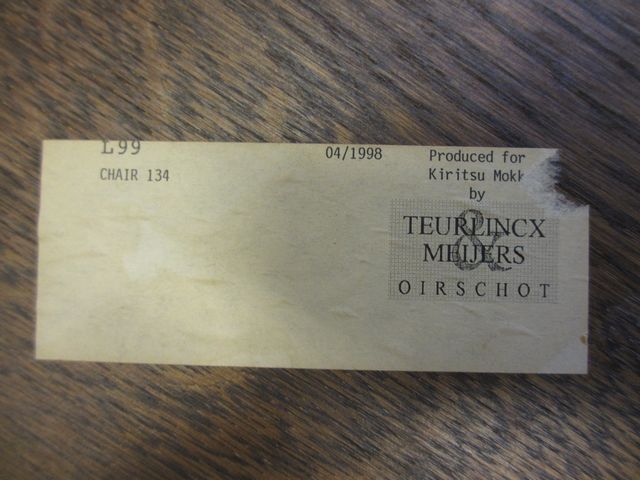 L99
CHAIR 134
04/1998
Produced for
Kiritsu Mokk
by
TEURLINCX
&
MEIJERS
OIRSCHOT